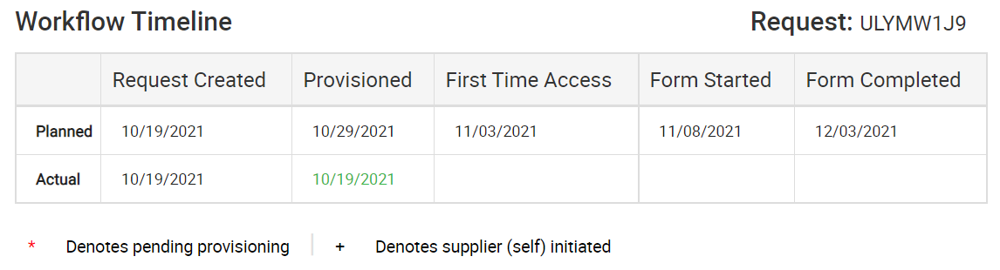 Workflow Timeline Request: ULYMW1J9
Request Created Provisioned First Time Access Form Started Form Completed
Planned 10/19/2021 10/29/2021 11/03/2021 11/08/2021 12/03/2021
Actual 10/19/2021 10/19/2021
* Denotes pending provisioning + Denotes supplier (self) initiated